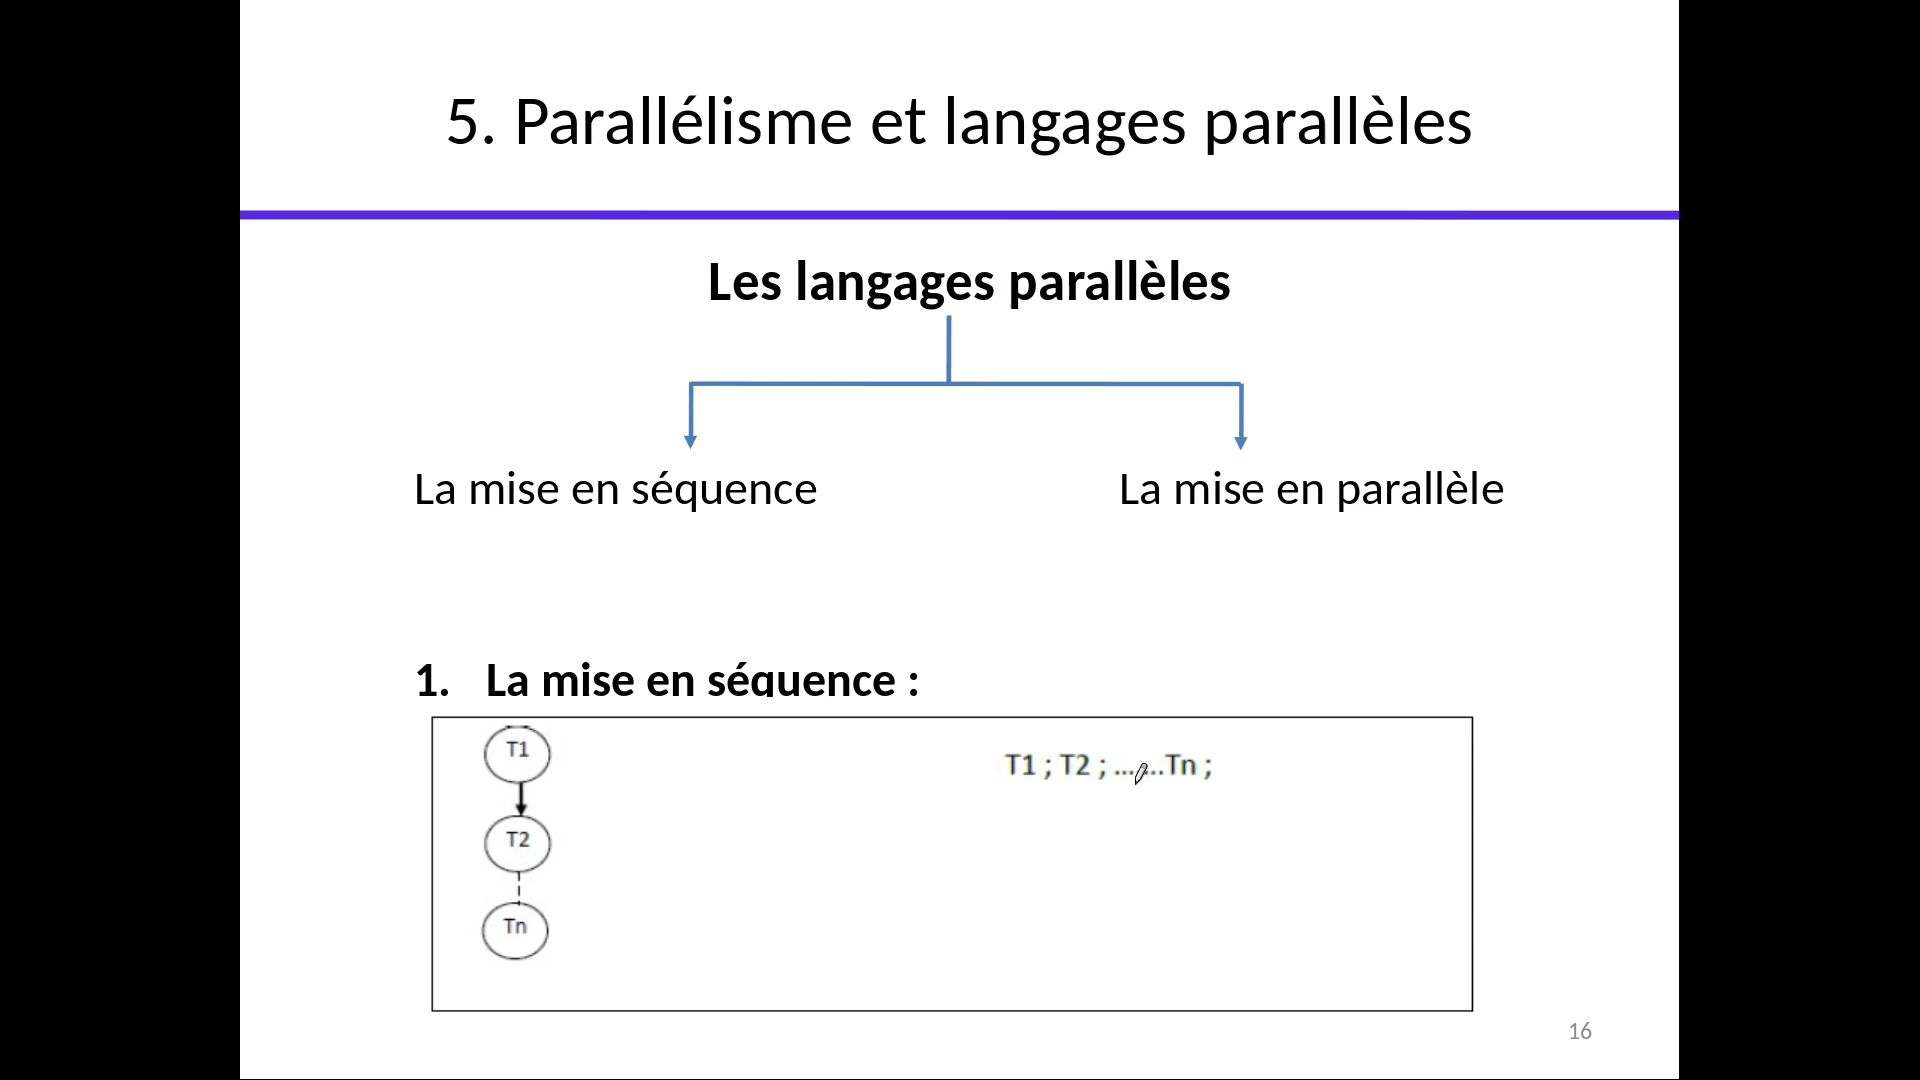 5. Parallélisme et langages parallèles
Les langages parallèles
La mise en séquence
La mise en parallèle
1. La mise en séquence :
T1
T1 ; T2 ; ......Tn ;
T2
Tn
16